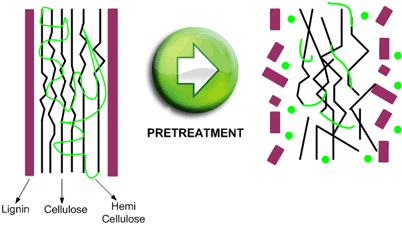 PRETREATMENT
Lignin
Cellulose
Hemi
Cellulose